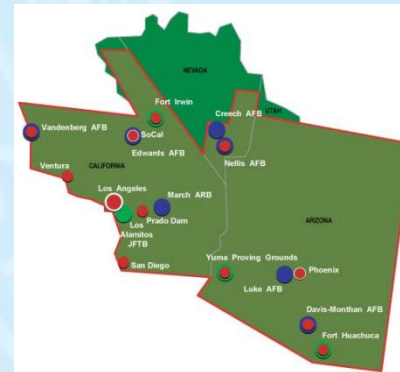 NEVADA
UTAH
Fort Irwin
Creech AFB
Vandenberg AFB
SoCal
Edwards AFB
Nellis AFB
Ventura
CALIFORNIA
Los Angeles
March ARB
ARIZONA
Los
Alamitos
JFTB
Prado Dam
San Diego
Yuma Proving Grounds
Phoenix
Luke AFB
Davis-Monthan AFB
Fort Huachuca